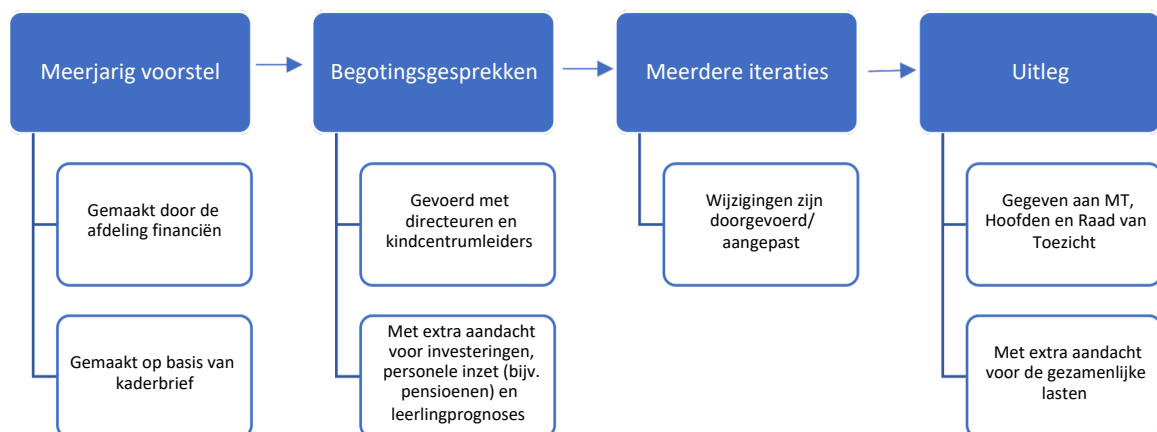 Meerjarig voorstel
Begotingsgesprekken
Meerdere iteraties
Uitleg
Gemaakt door de
afdeling financiën
Gevoerd met
directeuren en
kindcentrumleiders
Wijzigingen zijn
doorgevoerd/
aangepast
Gegeven aan MT,
Hoofden en Raad van
Toezicht
Gemaakt op basis van
kaderbrief
Met extra aandacht
voor investeringen,
personele inzet (bijv.
pensioenen) en
leerlingprognoses
Met extra aandacht
voor de gezamenlijke
lasten